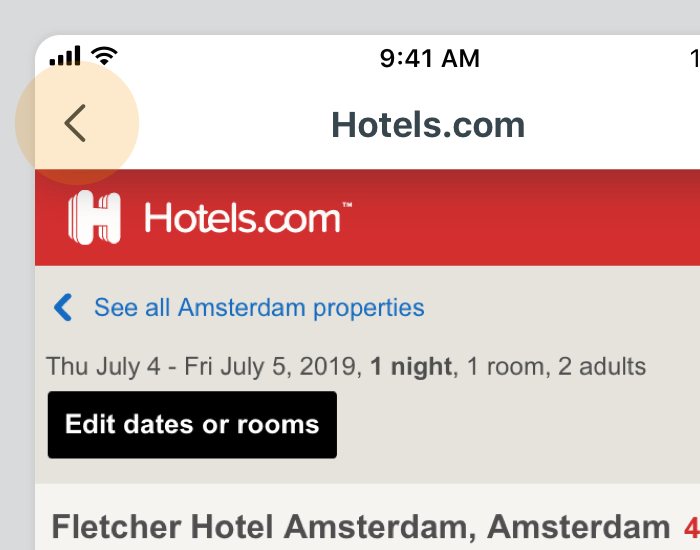 9:41 AM
Hotels.com
Hotels.com™
See all Amsterdam properties
Thu July 4 - Fri July 5, 2019, 1 night, 1 room, 2 adults
Edit dates or rooms
Fletcher Hotel Amsterdam, Amsterdam 4